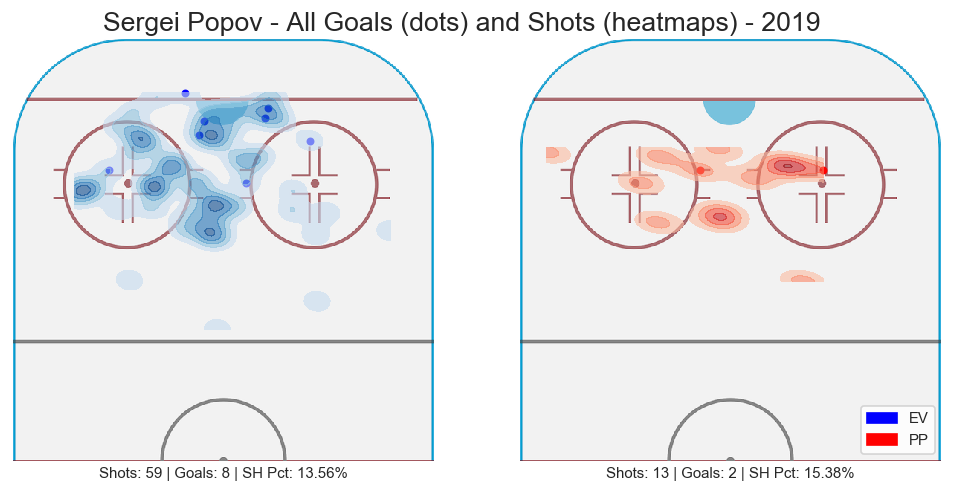 Sergei Popov - All Goals (dots) and Shots (heatmaps) - 2019
EV
PP
Shots: 59 | Goals: 8 | SH Pct: 13.56%
Shots: 13 | Goals: 2 | SH Pct: 15.38%